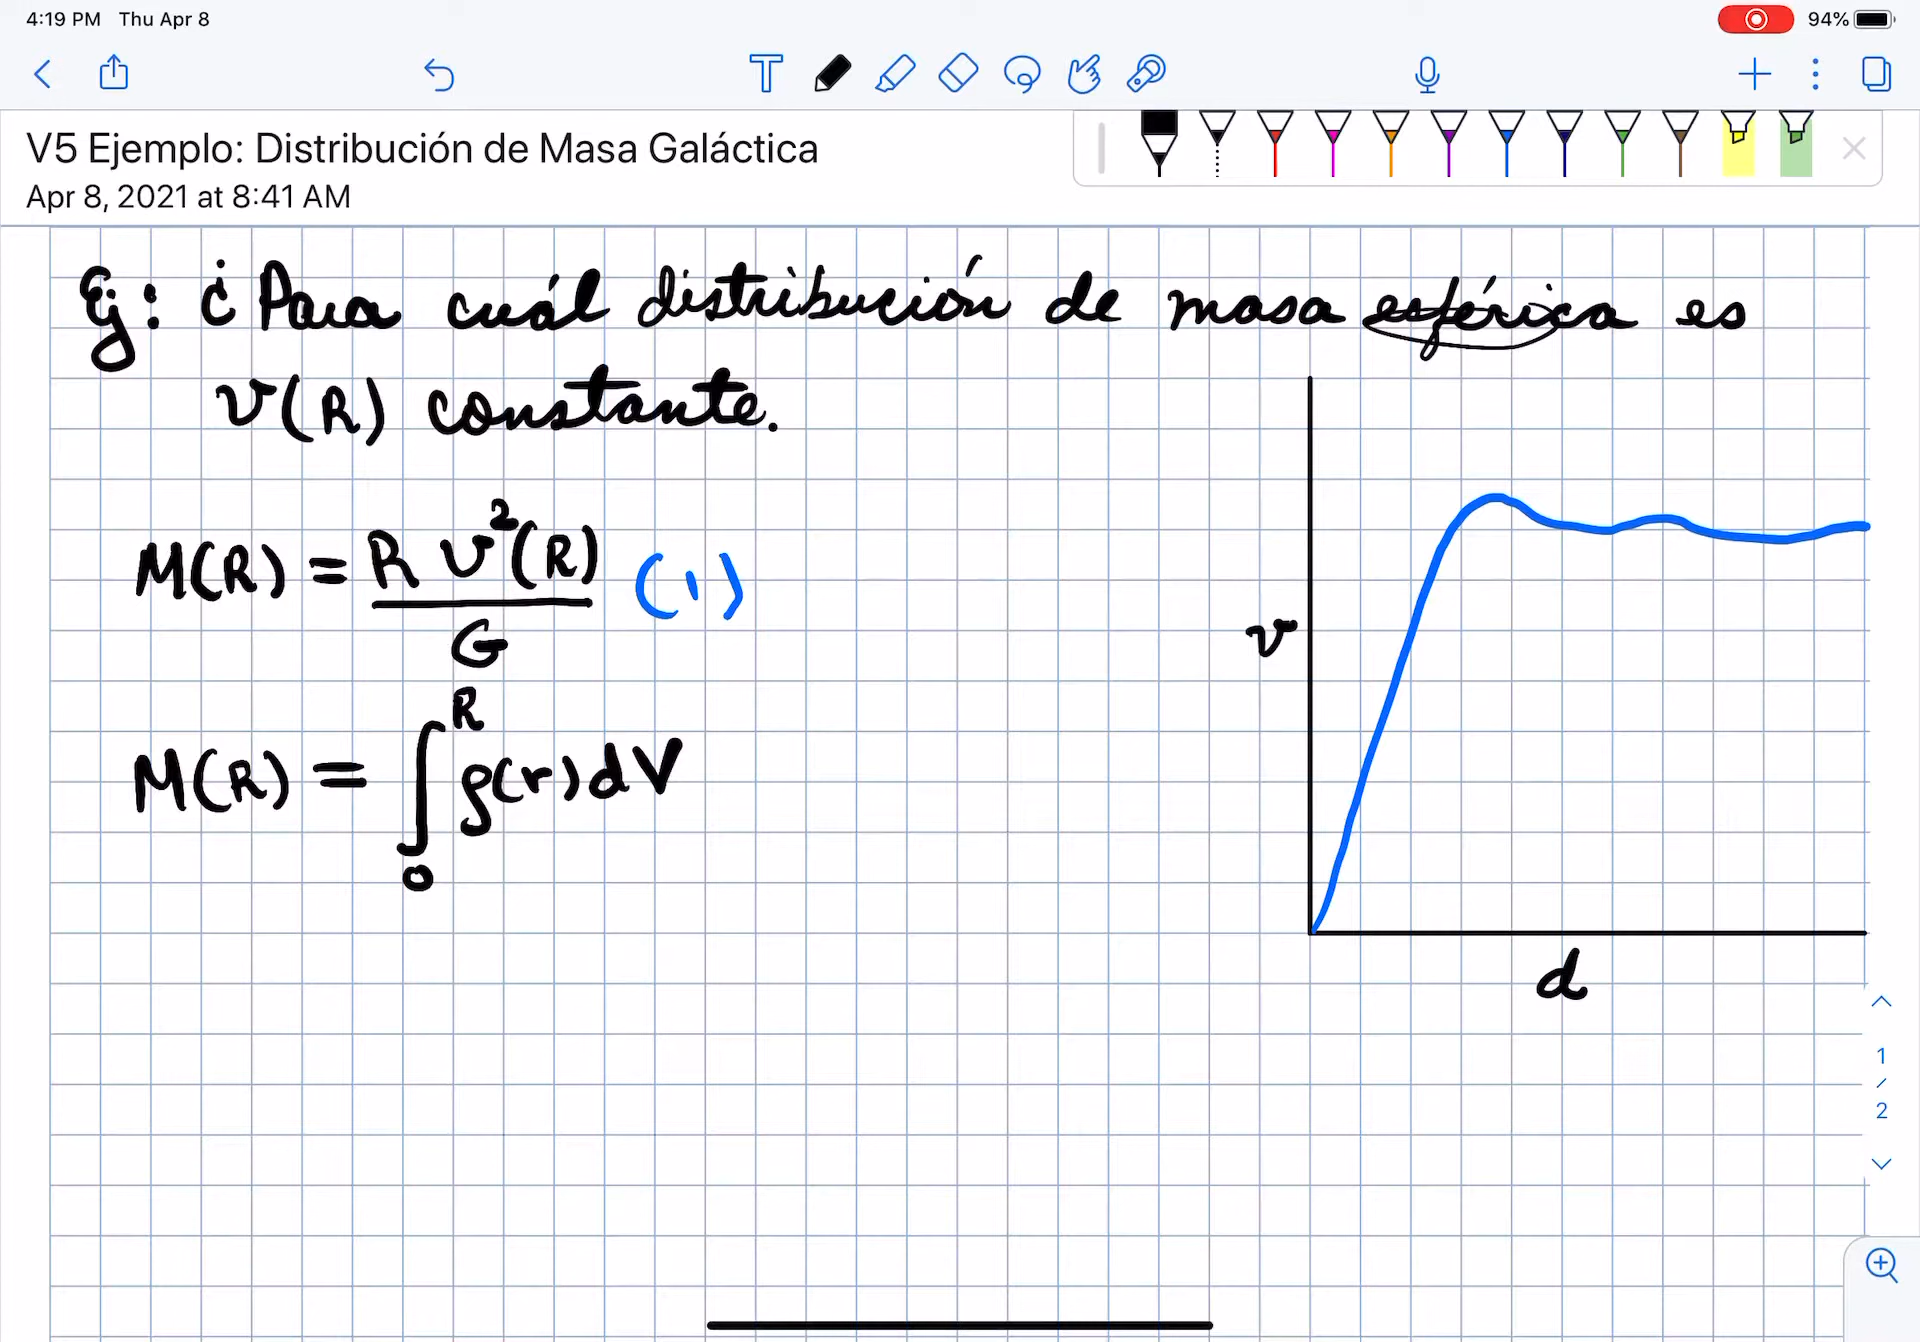 4:19 PM Thu Apr 8
94%
V5 Ejemplo: Distribución de Masa Galáctica
Apr 8, 2021 at 8:41 AM
Ej: ¿Para cuál distribución de masa esférica es
v(R) constante.
M(R) = R v²(R) / G (1)
M(R) = ∫₀ᴿ ρ(r) dV
v
d
1
/
2